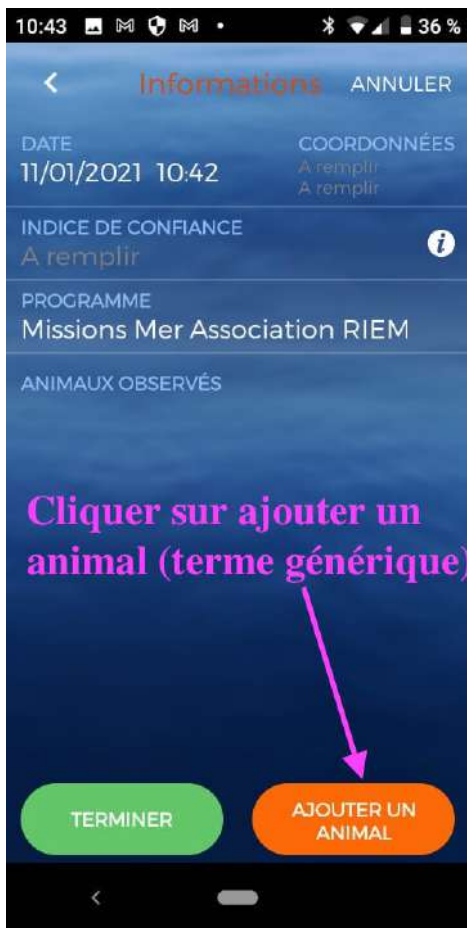 10:43 36 %
Informations ANNULER
DATE COORDONNÉES
11/01/2021 10:42 A remplir
A remplir
INDICE DE CONFIANCE
A remplir
PROGRAMME
Missions Mer Association RIEM
ANIMAUX OBSERVÉS
Cliquer sur ajouter un
animal (terme générique)
TERMINER AJOUTER UN
ANIMAL